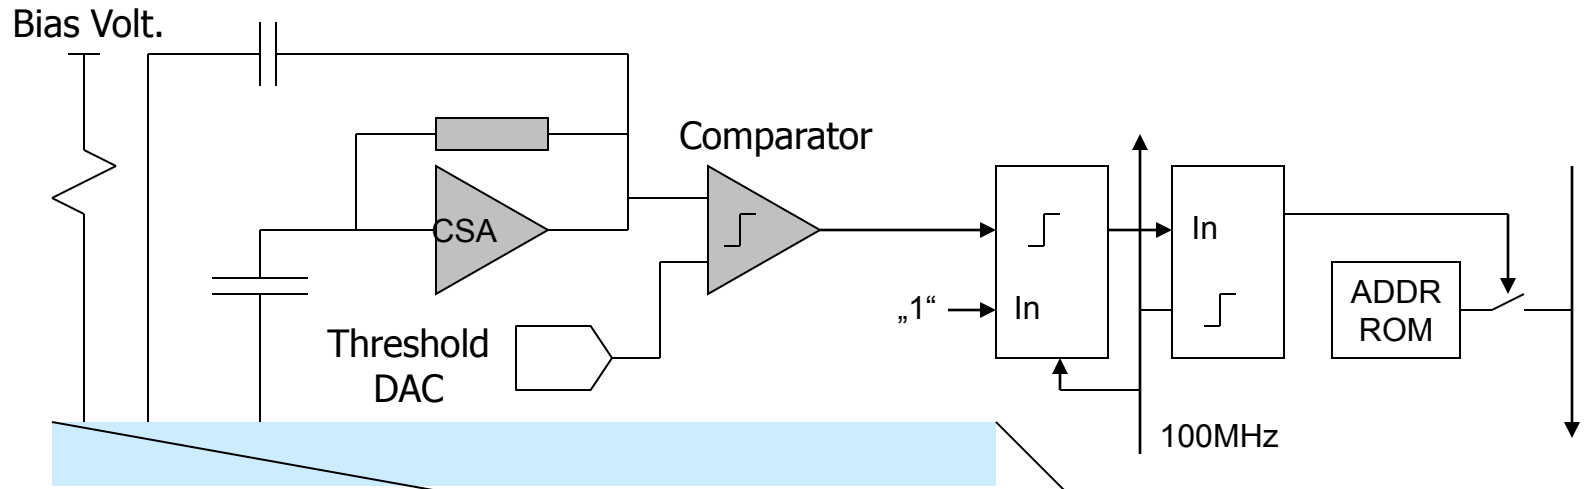 Bias Volt.
Comparator
CSA
In
ADDR
ROM
„1“
In
Threshold
DAC
100MHz